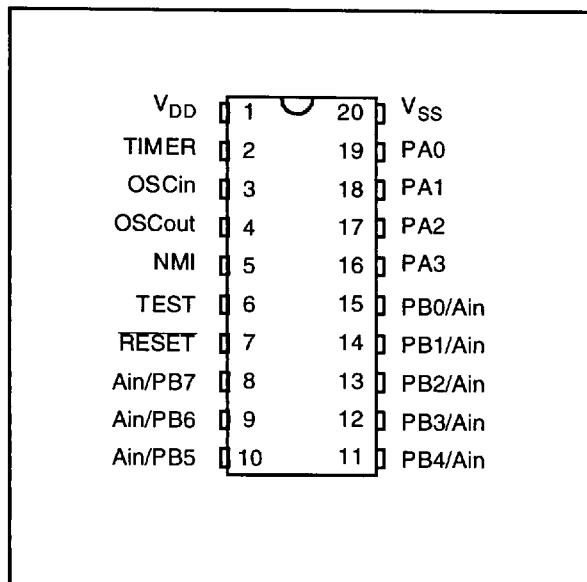 V_DD 1 20 V_SS
TIMER 2 19 PA0
OSCin 3 18 PA1
OSCout 4 17 PA2
NMI 5 16 PA3
TEST 6 15 PB0/Ain
RESET 7 14 PB1/Ain
Ain/PB7 8 13 PB2/Ain
Ain/PB6 9 12 PB3/Ain
Ain/PB5 10 11 PB4/Ain